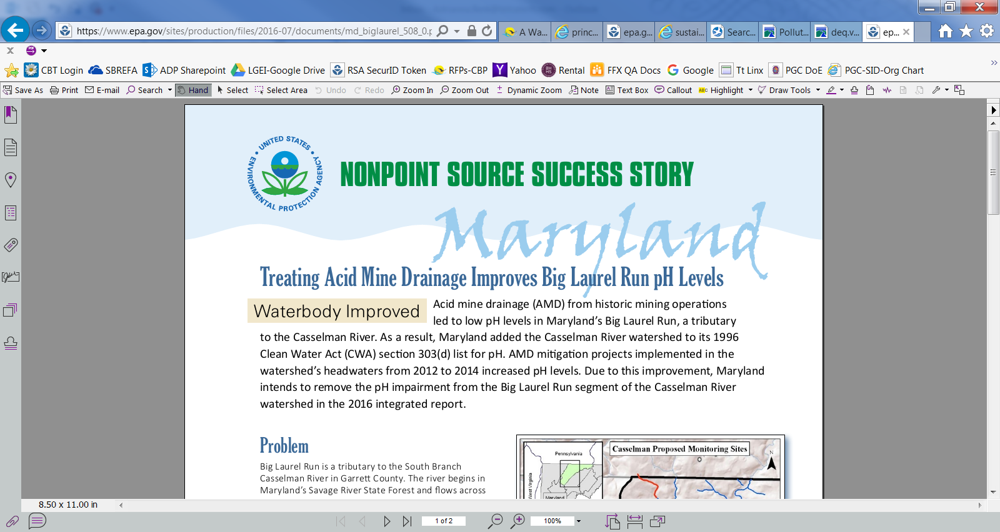 https://www.epa.gov/sites/production/files/2016-07/documents/md_biglaurel_508_0.p
A Wa...
princ...
epa.g...
sustai...
Searc...
Pollut...
deq.v...
ep...
CBT Login
SBREFA
ADP Sharepoint
LGEI-Google Drive
RSA SecurID Token
RFPs-CBP
Yahoo
Rental
FFX QA Docs
Google
Tt Linx
PGC DoE
PGC-SID-Org Chart
Save As
Print
E-mail
Search
Hand
Select
Select Area
Undo
Redo
Zoom In
Zoom Out
Dynamic Zoom
Note
Text Box
Callout
Highlight
Draw Tools
UNITED STATES
ENVIRONMENTAL PROTECTION AGENCY
NONPOINT SOURCE SUCCESS STORY
Maryland
Treating Acid Mine Drainage Improves Big Laurel Run pH Levels
Waterbody Improved
Acid mine drainage (AMD) from historic mining operations
led to low pH levels in Maryland’s Big Laurel Run, a tributary
to the Casselman River. As a result, Maryland added the Casselman River watershed to its 1996
Clean Water Act (CWA) section 303(d) list for pH. AMD mitigation projects implemented in the
watershed’s headwaters from 2012 to 2014 increased pH levels. Due to this improvement, Maryland
intends to remove the pH impairment from the Big Laurel Run segment of the Casselman River
watershed in the 2016 integrated report.
Problem
Big Laurel Run is a tributary to the South Branch
Casselman River in Garrett County. The river begins in
Maryland’s Savage River State Forest and flows across
Pennsylvania
West Virginia
Maryland
Casselman Proposed Monitoring Sites
N
8.50 x 11.00 in
1 of 2
100%